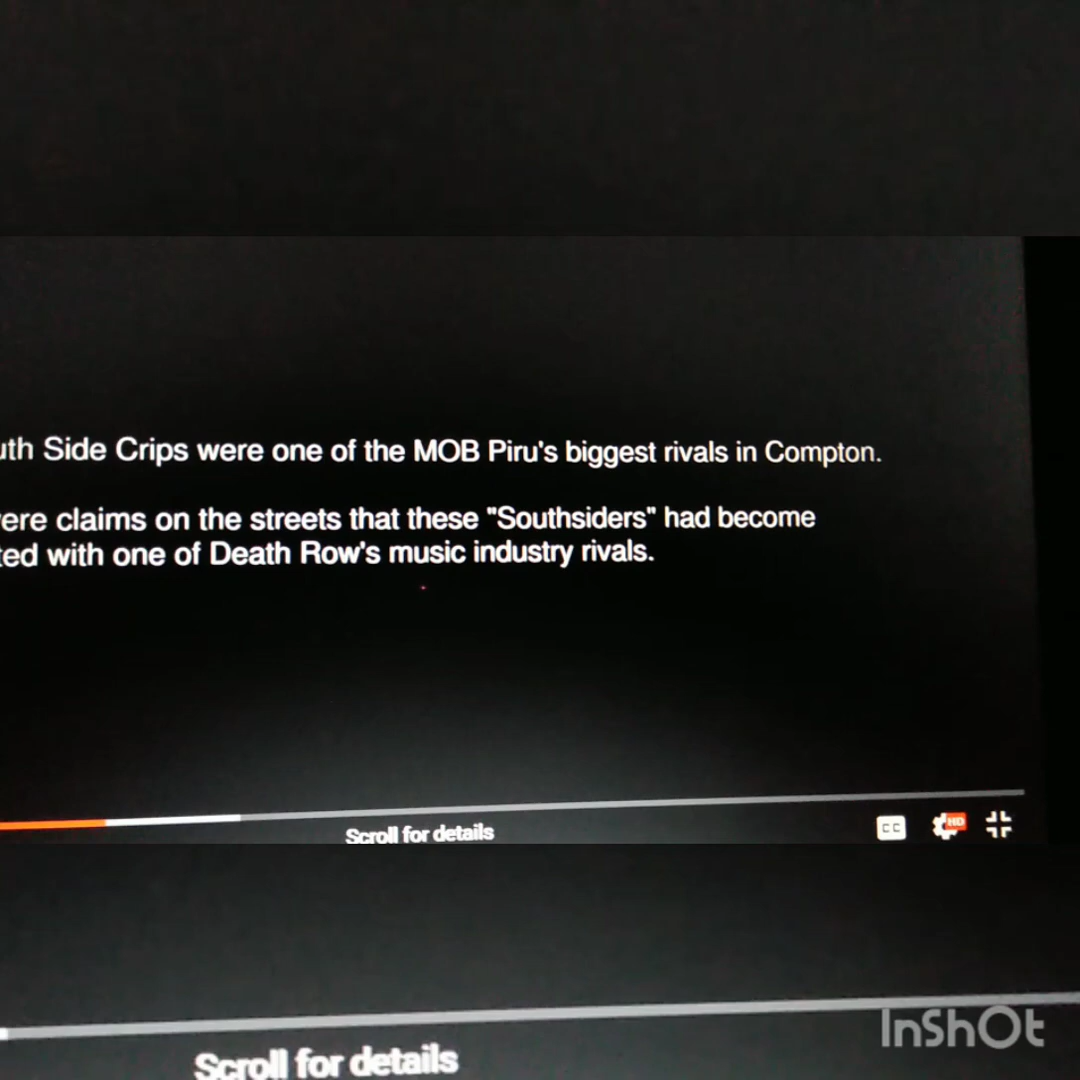 uth Side Crips were one of the MOB Piru's biggest rivals in Compton.
ere claims on the streets that these "Southsiders" had become
ted with one of Death Row's music industry rivals.
Scroll for details
CC
HD
Scroll for details
InShOt